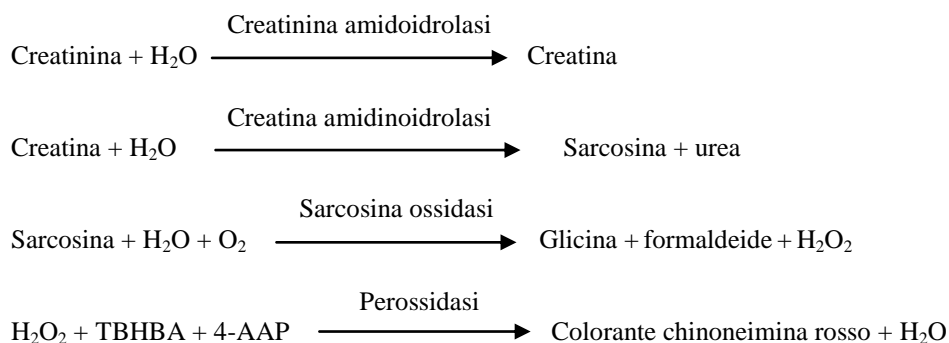 Creatinina amidoidrolasi
Creatinina + H₂O Creatina
Creatina amidinoidrolasi
Creatina + H₂O Sarcosina + urea
Sarcosina ossidasi
Sarcosina + H₂O + O₂ Glicina + formaldeide + H₂O₂
Perossidasi
H₂O₂ + TBHBA + 4-AAP Colorante chinoneimina rosso + H₂O